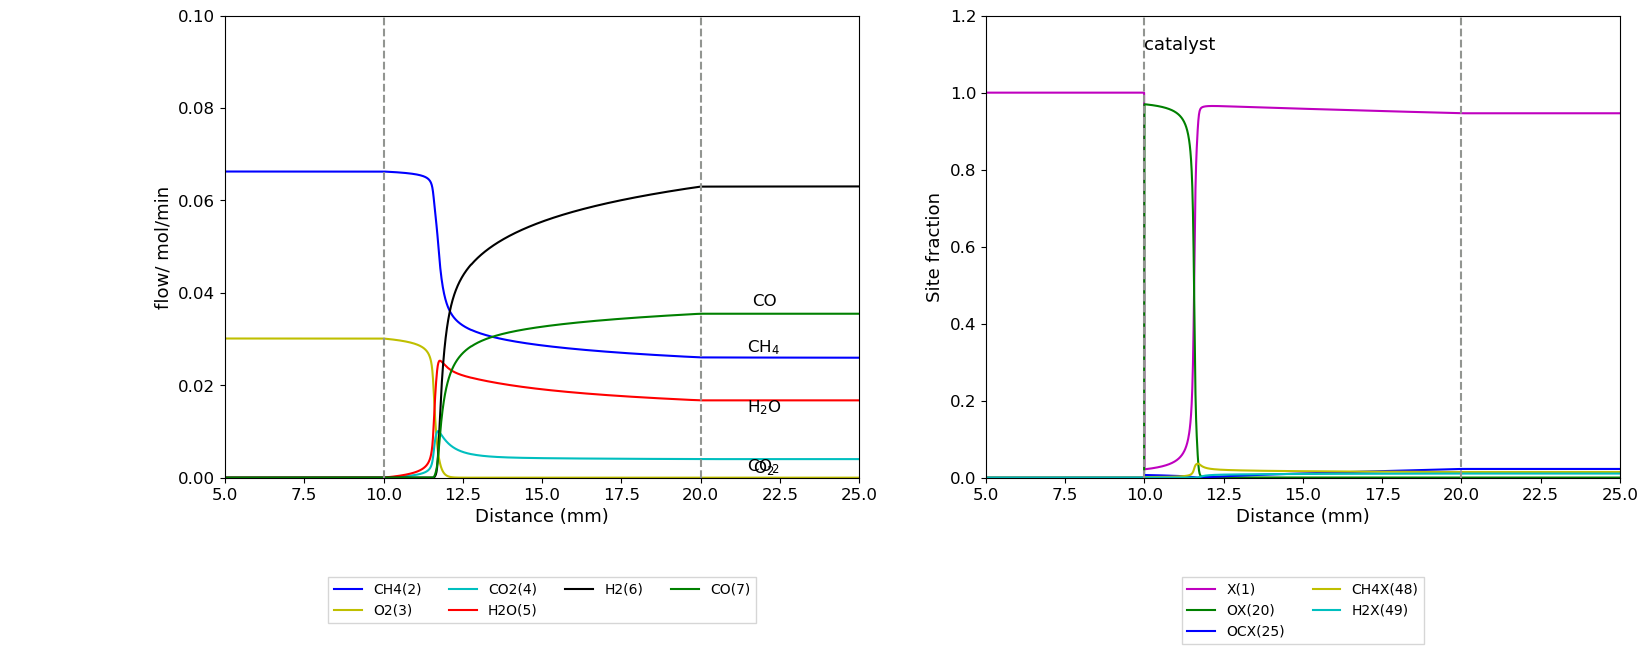 0.10
0.08
0.06
0.04
0.02
0.00
flow/ mol/min
CO
CH₄
H₂O
CO₂
O₂
5.0 7.5 10.0 12.5 15.0 17.5 20.0 22.5 25.0
Distance (mm)
CH4(2) CO2(4) H2(6) CO(7)
O2(3) H2O(5)
1.2
1.0
0.8
0.6
0.4
0.2
0.0
Site fraction
catalyst
5.0 7.5 10.0 12.5 15.0 17.5 20.0 22.5 25.0
Distance (mm)
X(1) CH4X(48)
OX(20) H2X(49)
OCX(25)